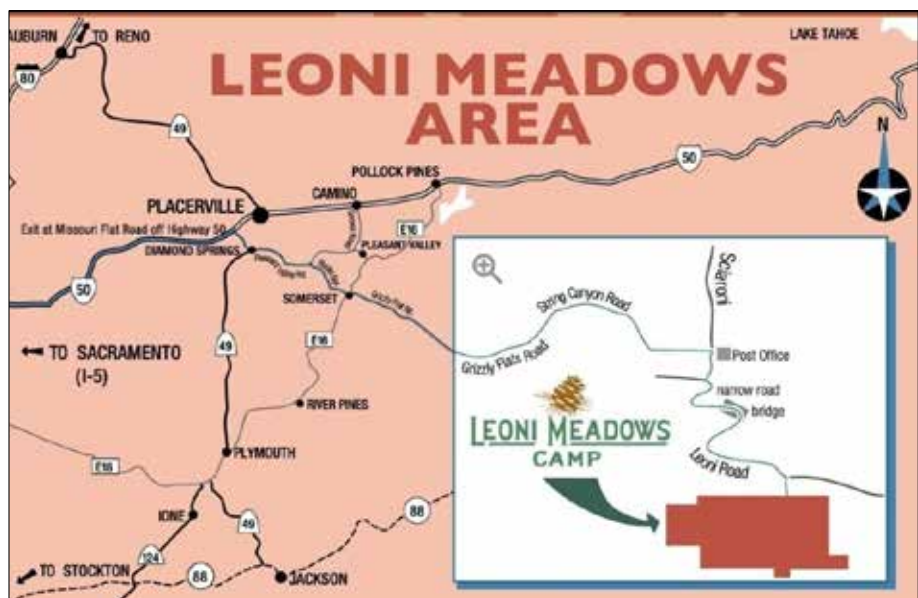 AUBURN
TO RENO
LAKE TAHOE
LEONI MEADOWS
AREA
80
49
N
50
POLLOCK PINES
CAMINO
PLACERVILLE
E16
Exit at Missouri Flat Road off Highway 50
PLEASANT VALLEY
DIAMOND SPRINGS
50
SOMERSET
Grizzly Flat Rd.
TO SACRAMENTO
(I-5)
49
E16
RIVER PINES
PLYMOUTH
E16
IONE
49
88
124
TO STOCKTON
88
JACKSON
Sciaroni
String Canyon Road
Grizzly Flats Road
Post Office
narrow road
bridge
LEONI MEADOWS
CAMP
Leoni Road